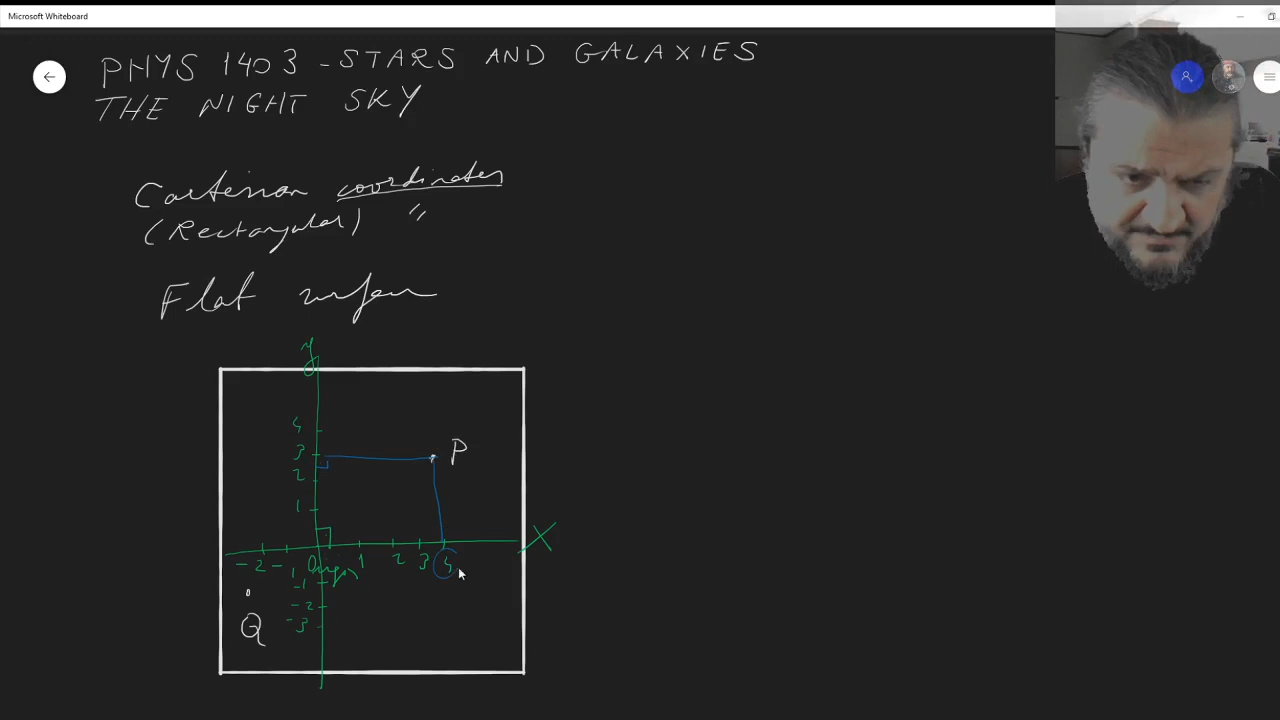 Microsoft Whiteboard
PHYS 1403 - STARS AND GALAXIES
THE NIGHT SKY
Cartesian coordinates
(Rectangular) "
Flat surface
y
4
3
2
1
P
X
-2 -1 Origin 1 2 3 4
-1
-2
-3
Q